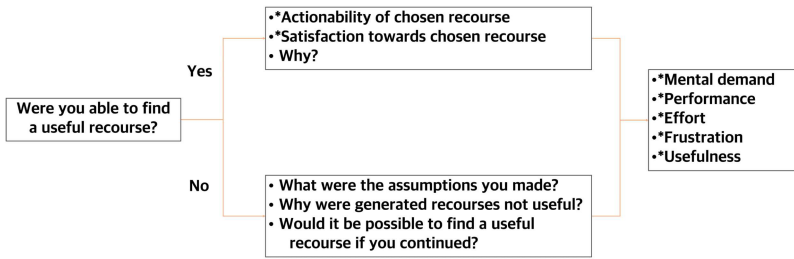 Were you able to find
a useful recourse?
Yes
•*Actionability of chosen recourse
•*Satisfaction towards chosen recourse
• Why?
No
• What were the assumptions you made?
• Why were generated recourses not useful?
• Would it be possible to find a useful
recourse if you continued?
•*Mental demand
•*Performance
•*Effort
•*Frustration
•*Usefulness